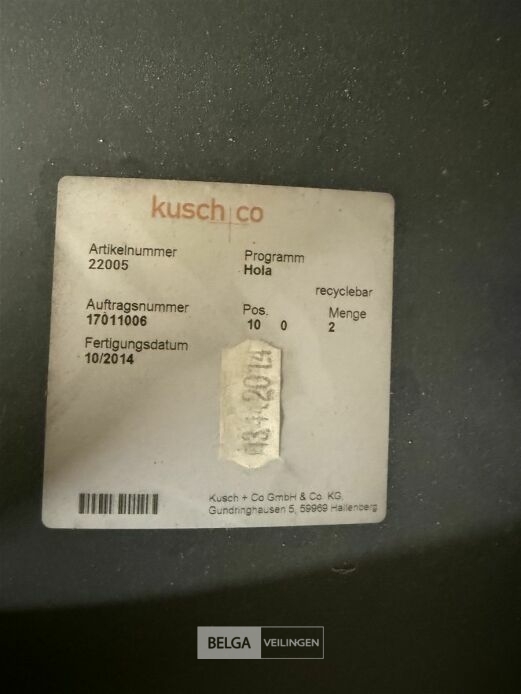 kusch+co
Artikelnummer
22005
Programm
Hola
recyclebar
Auftragsnummer
17011006
Pos.
10 0
Menge
2
Fertigungsdatum
10/2014
2014
Kusch + Co GmbH & Co. KG,
Gundringhausen 5, 59969 Hallenberg
BELGA VEILINGEN